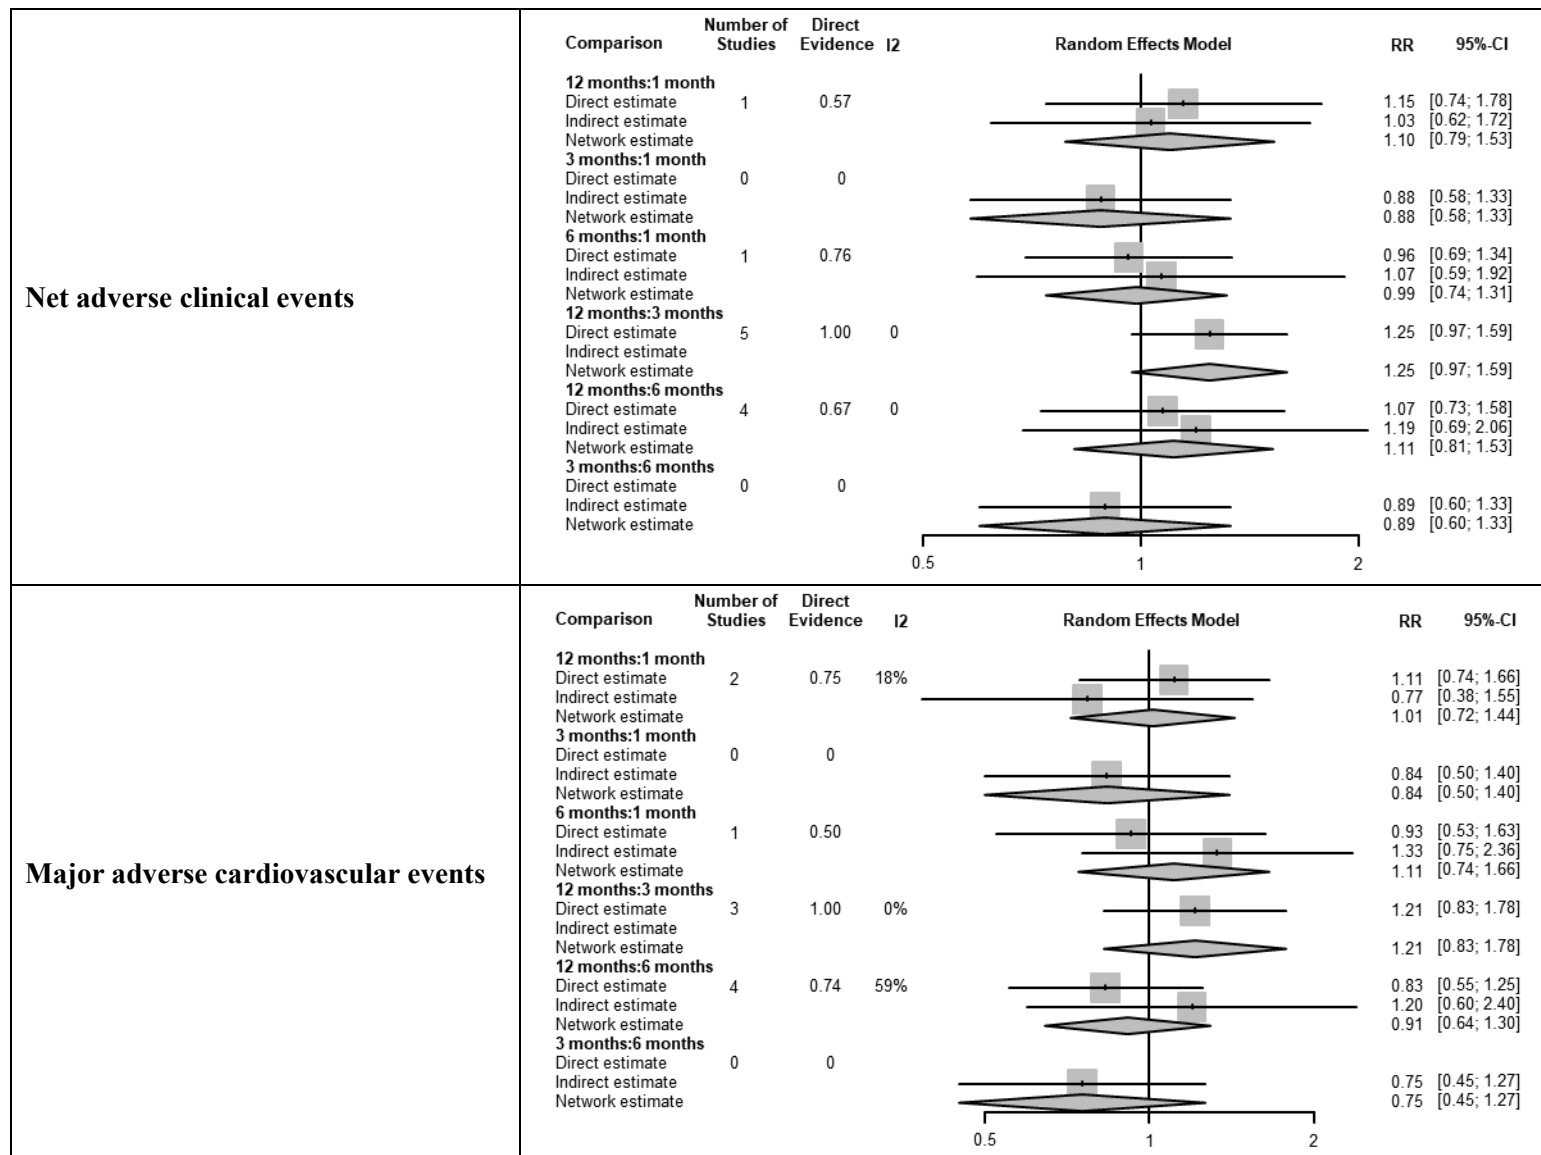 Net adverse clinical events
Comparison Number of Studies Direct Evidence I2 Random Effects Model RR 95%-CI
12 months:1 month
Direct estimate 1 0.57 1.15 [0.74; 1.78]
Indirect estimate 1.03 [0.62; 1.72]
Network estimate 1.10 [0.79; 1.53]
3 months:1 month
Direct estimate 0 0
Indirect estimate 0.88 [0.58; 1.33]
Network estimate 0.88 [0.58; 1.33]
6 months:1 month
Direct estimate 1 0.76 0.96 [0.69; 1.34]
Indirect estimate 1.07 [0.59; 1.92]
Network estimate 0.99 [0.74; 1.31]
12 months:3 months
Direct estimate 5 1.00 0 1.25 [0.97; 1.59]
Indirect estimate
Network estimate 1.25 [0.97; 1.59]
12 months:6 months
Direct estimate 4 0.67 0 1.07 [0.73; 1.58]
Indirect estimate 1.19 [0.69; 2.06]
Network estimate 1.11 [0.81; 1.53]
3 months:6 months
Direct estimate 0 0
Indirect estimate 0.89 [0.60; 1.33]
Network estimate 0.89 [0.60; 1.33]
0.5 1 2
Major adverse cardiovascular events
Comparison Number of Studies Direct Evidence I2 Random Effects Model RR 95%-CI
12 months:1 month
Direct estimate 2 0.75 18% 1.11 [0.74; 1.66]
Indirect estimate 0.77 [0.38; 1.55]
Network estimate 1.01 [0.72; 1.44]
3 months:1 month
Direct estimate 0 0
Indirect estimate 0.84 [0.50; 1.40]
Network estimate 0.84 [0.50; 1.40]
6 months:1 month
Direct estimate 1 0.50 0.93 [0.53; 1.63]
Indirect estimate 1.33 [0.75; 2.36]
Network estimate 1.11 [0.74; 1.66]
12 months:3 months
Direct estimate 3 1.00 0% 1.21 [0.83; 1.78]
Indirect estimate
Network estimate 1.21 [0.83; 1.78]
12 months:6 months
Direct estimate 4 0.74 59% 0.83 [0.55; 1.25]
Indirect estimate 1.20 [0.60; 2.40]
Network estimate 0.91 [0.64; 1.30]
3 months:6 months
Direct estimate 0 0
Indirect estimate 0.75 [0.45; 1.27]
Network estimate 0.75 [0.45; 1.27]
0.5 1 2